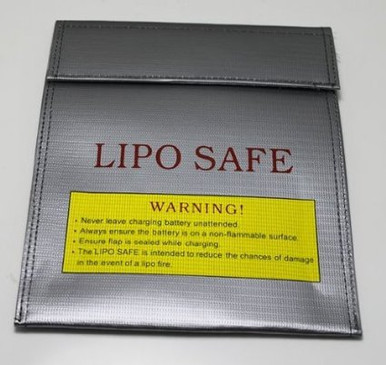 LIPO SAFE
WARNING!
• Never leave charging battery unattended.
• Always ensure the battery is on a non-flammable surface.
• Ensure flap is sealed while charging.
• The LIPO SAFE is intended to reduce the chances of damage
in the event of a lipo fire.